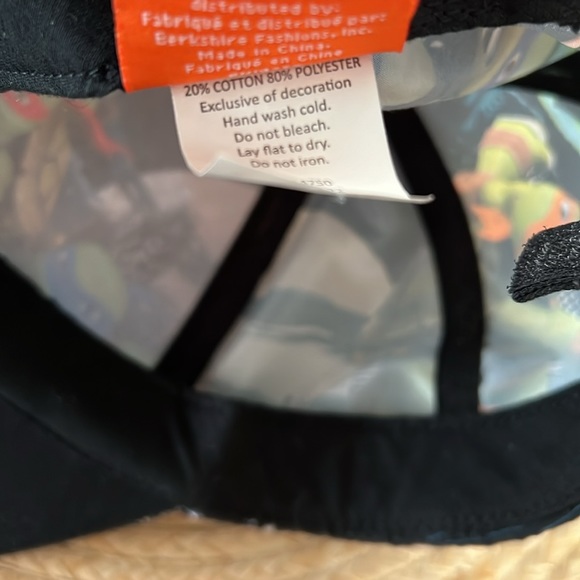 distributed by:
Fabriqué et distribué par:
Berkshire Fashions, Inc.
Made in China.
Fabriqué en Chine
20% COTTON 80% POLYESTER
Exclusive of decoration
Hand wash cold.
Do not bleach.
Lay flat to dry.
Do not iron.